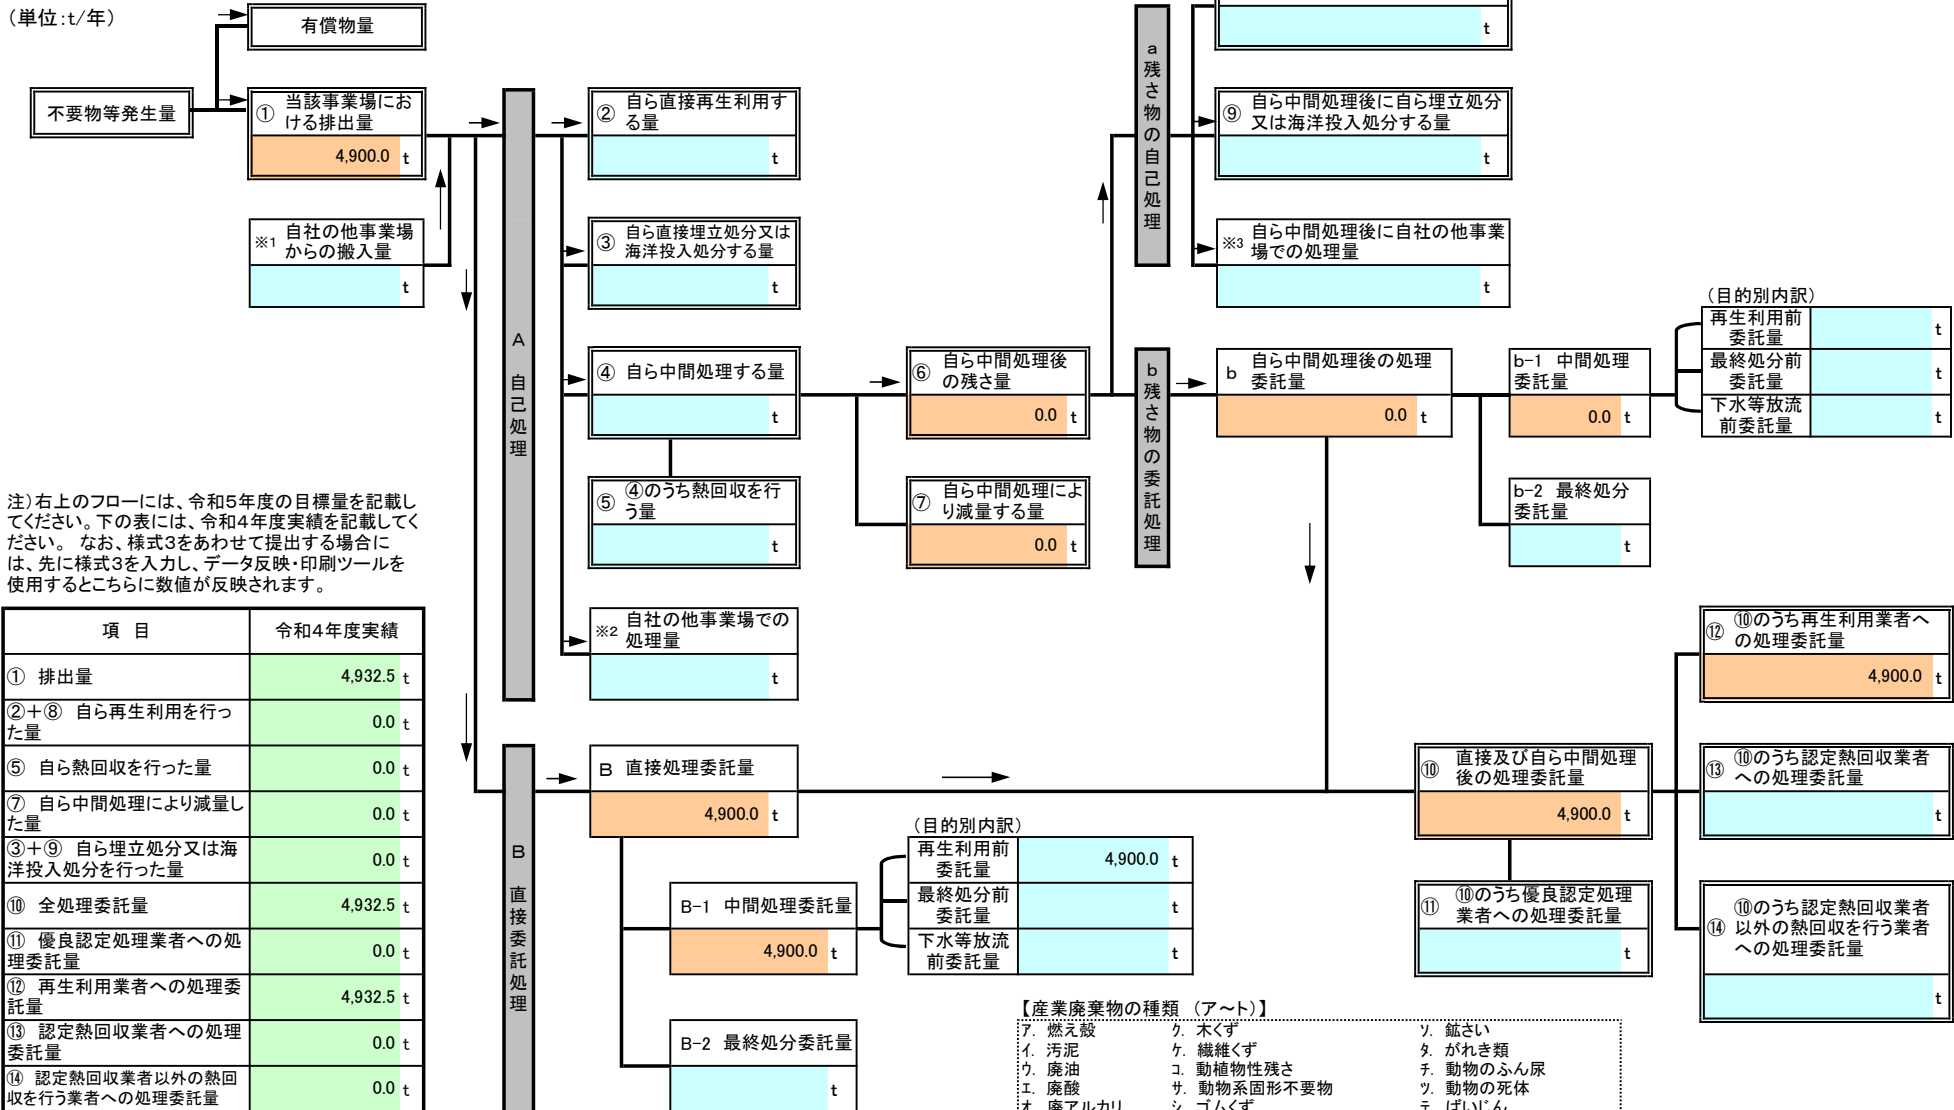 （単位：t/年）
有償物量
不要物等発生量
① 当該事業場にお
ける排出量
4,900.0 t
※1 自社の他事業場
からの搬入量
t
A 自己処理
② 自ら直接再生利用す
る量
t
③ 自ら直接埋立処分又は
海洋投入処分する量
t
④ 自ら中間処理する量
t
⑤ ④のうち熱回収を行
う量
t
※2 自社の他事業場での
処理量
t
⑥ 自ら中間処理後
の残さ量
0.0 t
⑦ 自ら中間処理によ
り減量する量
0.0 t
a 残さ物の自己処理
t
⑨ 自ら中間処理後に自ら埋立処分
又は海洋投入処分する量
t
※3 自ら中間処理後に自社の他事業
場での処理量
t
b 残さ物の委託処理
b 自ら中間処理後の処理
委託量
0.0 t
b-1 中間処理
委託量
0.0 t
（目的別内訳）
再生利用前
委託量
t
最終処分前
委託量
t
下水等放流
前委託量
t
b-2 最終処分
委託量
t
注）右上のフローには、令和5年度の目標量を記載し
てください。下の表には、令和4年度実績を記載してく
ださい。 なお、様式3をあわせて提出する場合に
は、先に様式3を入力し、データ反映・印刷ツールを
使用するとこちらに数値が反映されます。
項 目 令和4年度実績
① 排出量 4,932.5 t
②＋⑧ 自ら再生利用を行っ
た量 0.0 t
⑤ 自ら熱回収を行った量 0.0 t
⑦ 自ら中間処理により減量し
た量 0.0 t
③＋⑨ 自ら埋立処分又は海
洋投入処分を行った量 0.0 t
⑩ 全処理委託量 4,932.5 t
⑪ 優良認定処理業者への処
理委託量 0.0 t
⑫ 再生利用業者への処理委
託量 4,932.5 t
⑬ 認定熱回収業者への処理
委託量 0.0 t
⑭ 認定熱回収業者以外の熱回
収を行う業者への処理委託量 0.0 t
B 直接委託処理
B 直接処理委託量
4,900.0 t
B-1 中間処理委託量
4,900.0 t
（目的別内訳）
再生利用前
委託量
4,900.0 t
最終処分前
委託量
t
下水等放流
前委託量
t
B-2 最終処分委託量
t
⑩ 直接及び自ら中間処理
後の処理委託量
4,900.0 t
⑪ ⑩のうち優良認定処理
業者への処理委託量
t
⑫ ⑩のうち再生利用業者へ
の処理委託量
4,900.0 t
⑬ ⑩のうち認定熱回収業者
への処理委託量
t
⑭ ⑩のうち認定熱回収業者
以外の熱回収を行う業者
への処理委託量
t
【産業廃棄物の種類 （ア～ト）】
ｱ. 燃え殻 ｸ. 木くず ｿ. 鉱さい
ｲ. 汚泥 ｹ. 繊維くず ﾀ. がれき類
ｳ. 廃油 ｺ. 動植物性残さ ﾁ. 動物のふん尿
ｴ. 廃酸 ｻ. 動物系固形不要物 ﾂ. 動物の死体
ｵ. 廃アルカリ ｼ. ゴムくず ﾃ. ばいじん